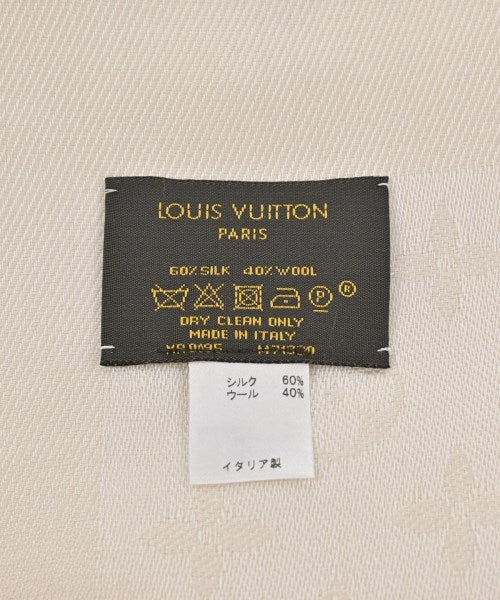 LOUIS VUITTON
PARIS
60% SILK 40% WOOL
P ®
DRY CLEAN ONLY
MADE IN ITALY
シルク 60%
ウール 40%
イタリア製